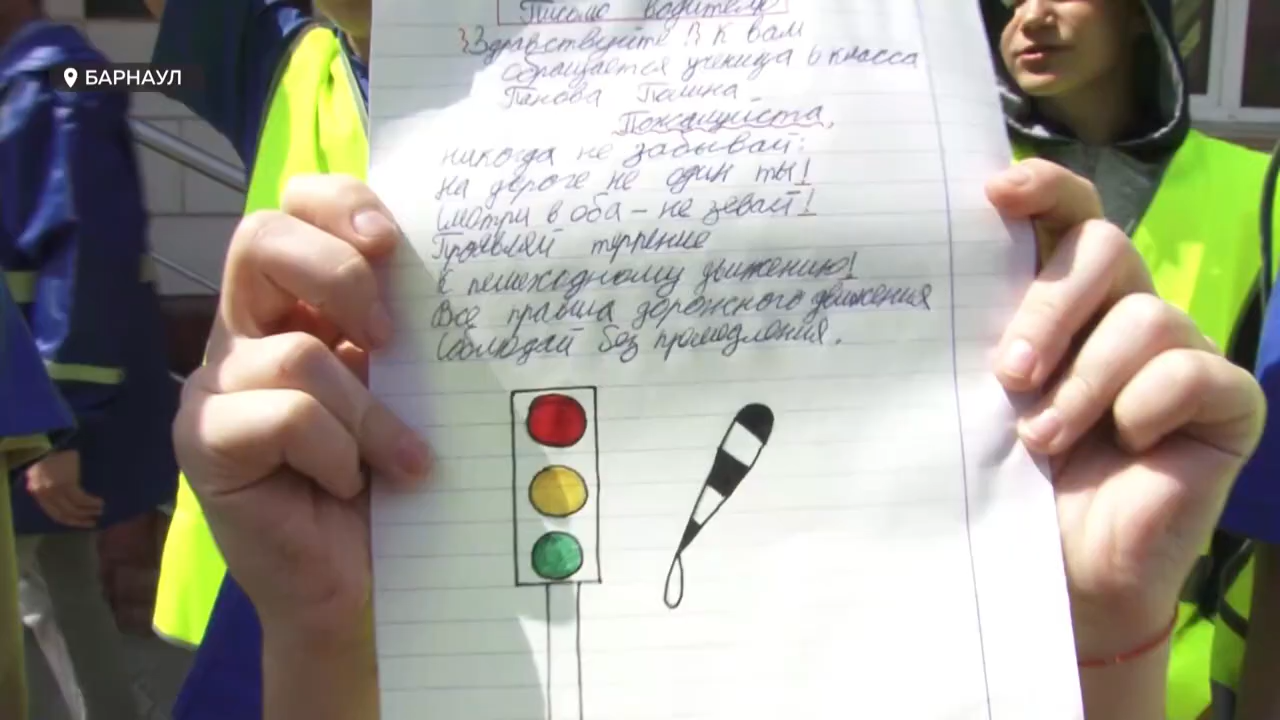 БАРНАУЛ
Письмо водителю
Здравствуйте! Я к вам
обращается ученица 6 класса
Панова Полина
Пожалуйста,
никогда не забывай:
на дороге не один ты!
Смотри в оба - не зевай!
Проявляй терпение
к пешеходному движению!
Все правила дорожного движения
Соблюдай без промедления.